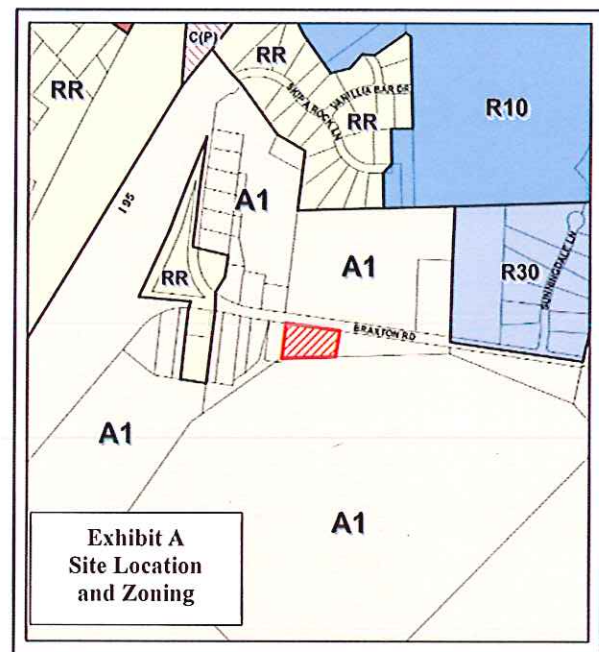 C(P)
RR
RR
SKIP A ROCK LN
VANILLIA BAR DR
RR
R10
I 95
A1
A1
RR
R30
SUNNINGDALE LN
BRAXTON RD
A1
A1
Exhibit A
Site Location
and Zoning